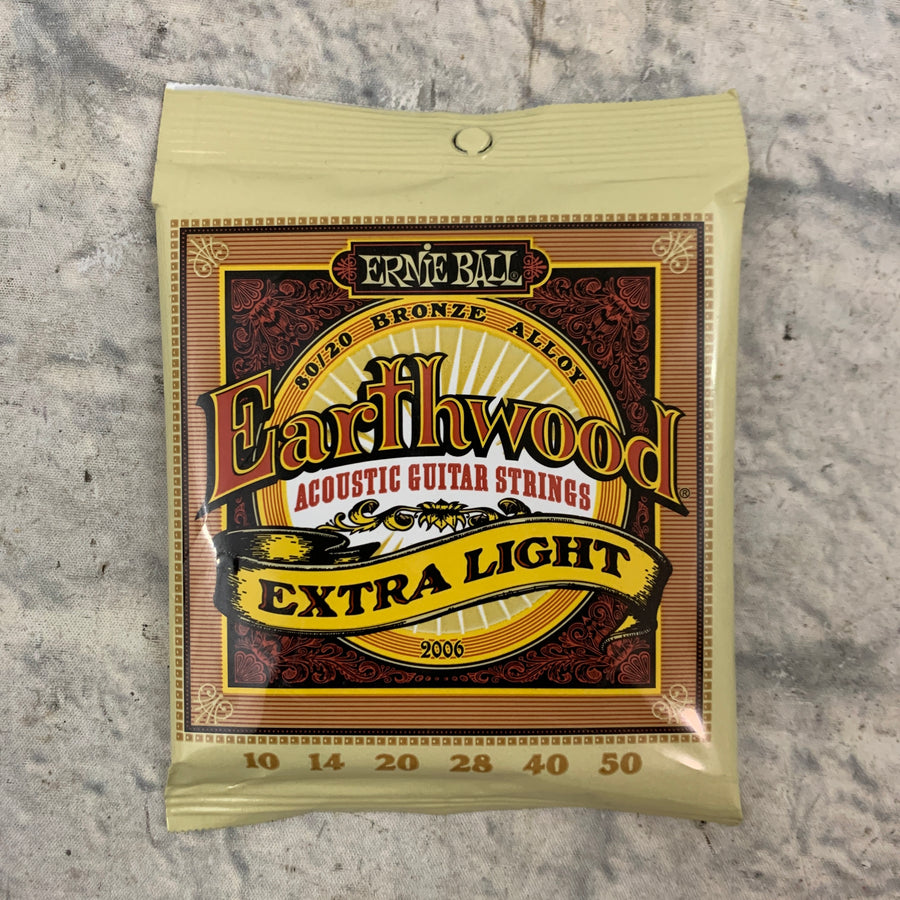 ERNIE BALL®
80/20 BRONZE ALLOY
Earthwood®
ACOUSTIC GUITAR STRINGS
EXTRA LIGHT
2006
10 14 20 28 40 50